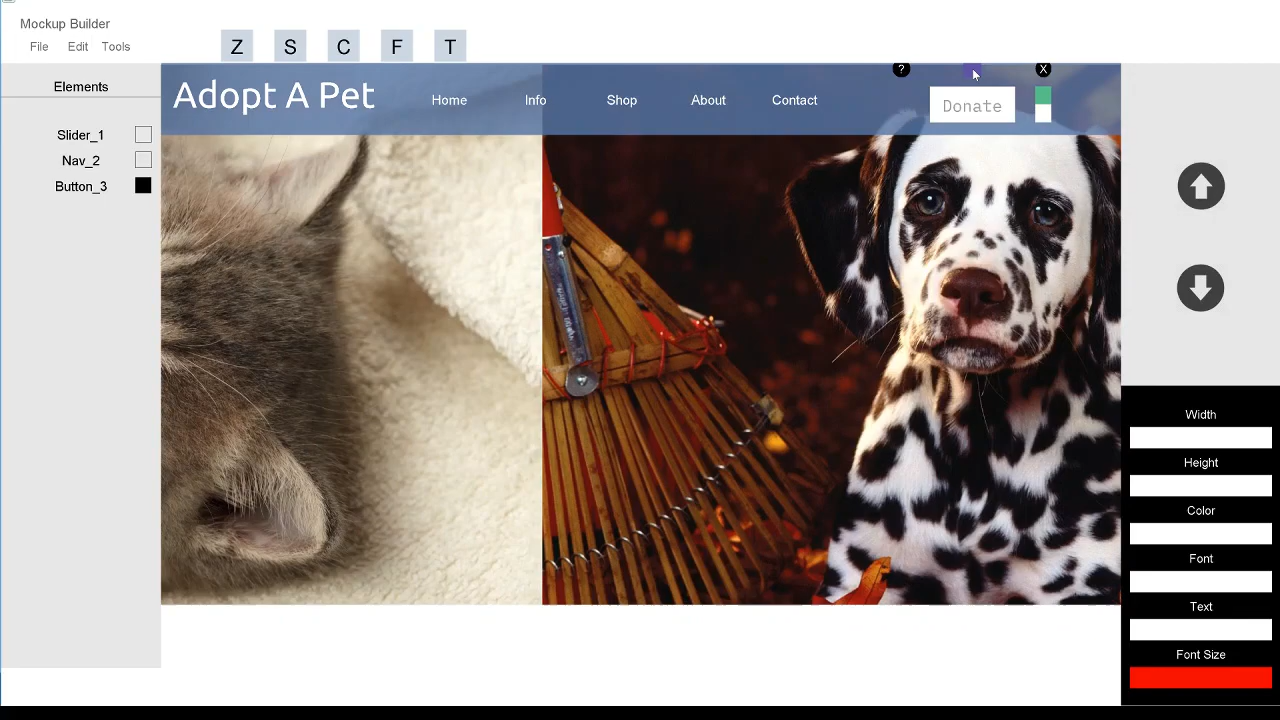 Mockup Builder
File Edit Tools
Z S C F T
Elements
Slider_1
Nav_2
Button_3
? X
Adopt A Pet Home Info Shop About Contact Donate
Width
Height
Color
Font
Text
Font Size